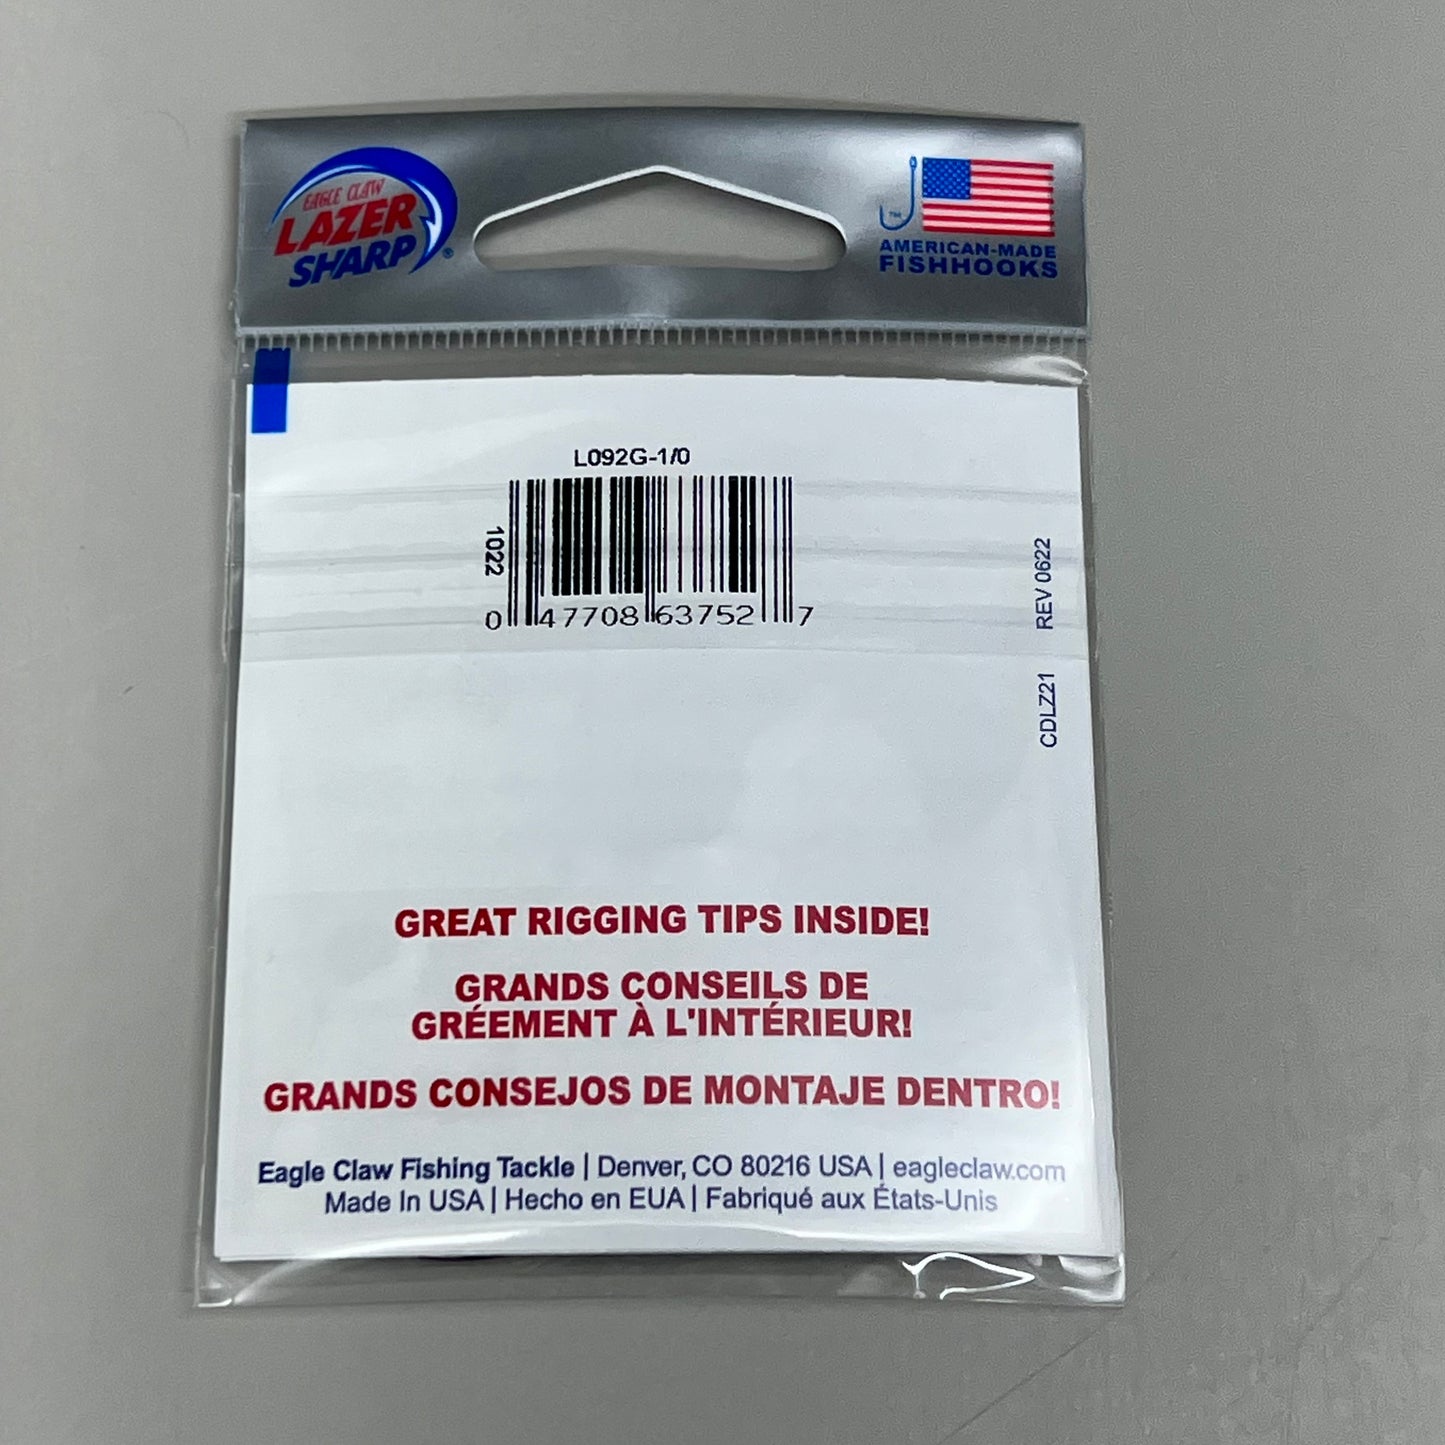 EAGLE CLAW
LAZER
SHARP®
™
AMERICAN-MADE
FISHHOOKS
L092G-1/0
1022
0 47708 63752 7
REV 0622
CDLZ21
GREAT RIGGING TIPS INSIDE!
GRANDS CONSEILS DE
GRÉEMENT À L'INTÉRIEUR!
GRANDS CONSEJOS DE MONTAJE DENTRO!
Eagle Claw Fishing Tackle | Denver, CO 80216 USA | eagleclaw.com
Made In USA | Hecho en EUA | Fabriqué aux États-Unis